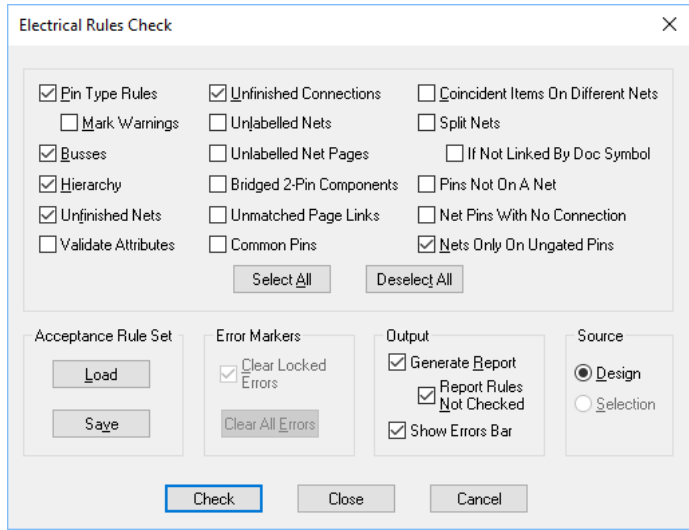 Electrical Rules Check
Pin Type Rules
Mark Warnings
Busses
Hierarchy
Unfinished Nets
Validate Attributes
Unfinished Connections
Unlabelled Nets
Unlabelled Net Pages
Bridged 2-Pin Components
Unmatched Page Links
Common Pins
Coincident Items On Different Nets
Split Nets
If Not Linked By Doc Symbol
Pins Not On A Net
Net Pins With No Connection
Nets Only On Ungated Pins
Select All
Deselect All
Acceptance Rule Set
Load
Save
Error Markers
Clear Locked
Errors
Clear All Errors
Output
Generate Report
Report Rules
Not Checked
Show Errors Bar
Source
Design
Selection
Check
Close
Cancel